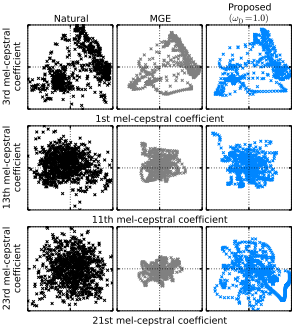 Natural
MGE
Proposed
(ω_D=1.0)
3rd mel-cepstral
coefficient
1st mel-cepstral coefficient
13th mel-cepstral
coefficient
11th mel-cepstral coefficient
23rd mel-cepstral
coefficient
21st mel-cepstral coefficient